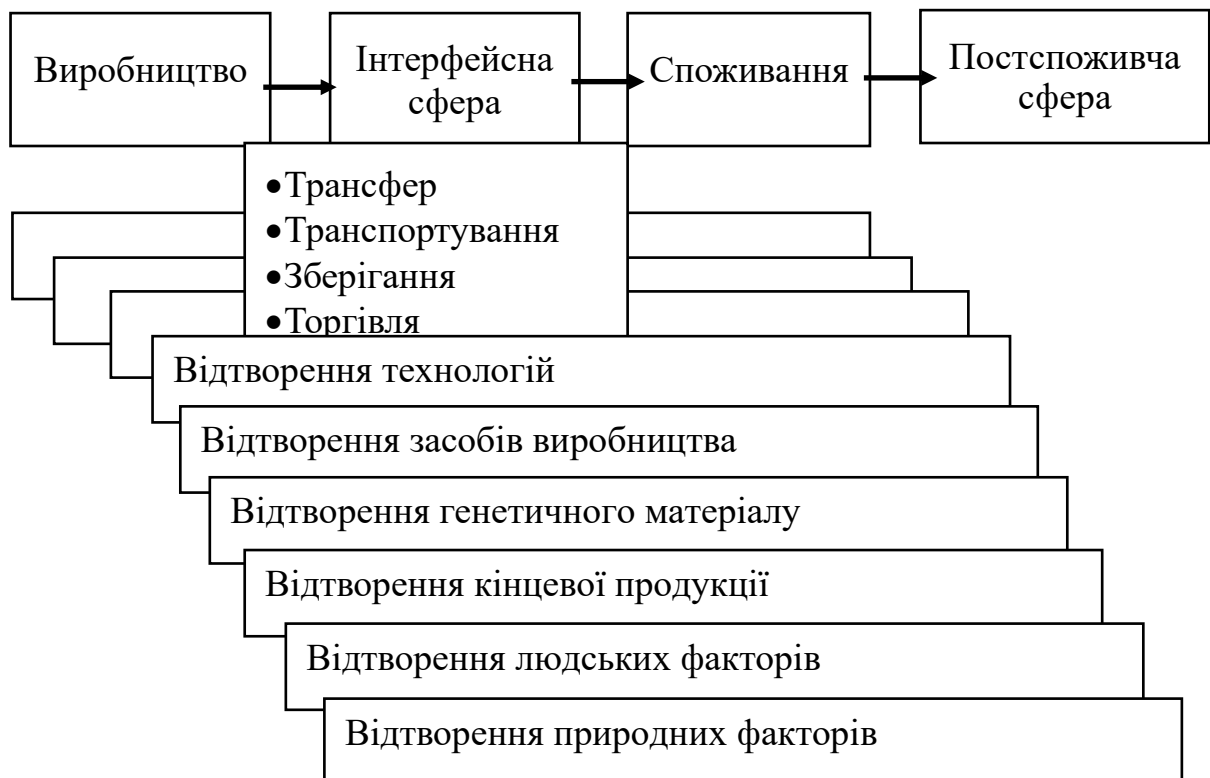 Виробництво
Інтерфейсна
сфера
Споживання
Постспоживча
сфера
•Трансфер
•Транспортування
•Зберігання
•Торгівля
Відтворення технологій
Відтворення засобів виробництва
Відтворення генетичного матеріалу
Відтворення кінцевої продукції
Відтворення людських факторів
Відтворення природних факторів